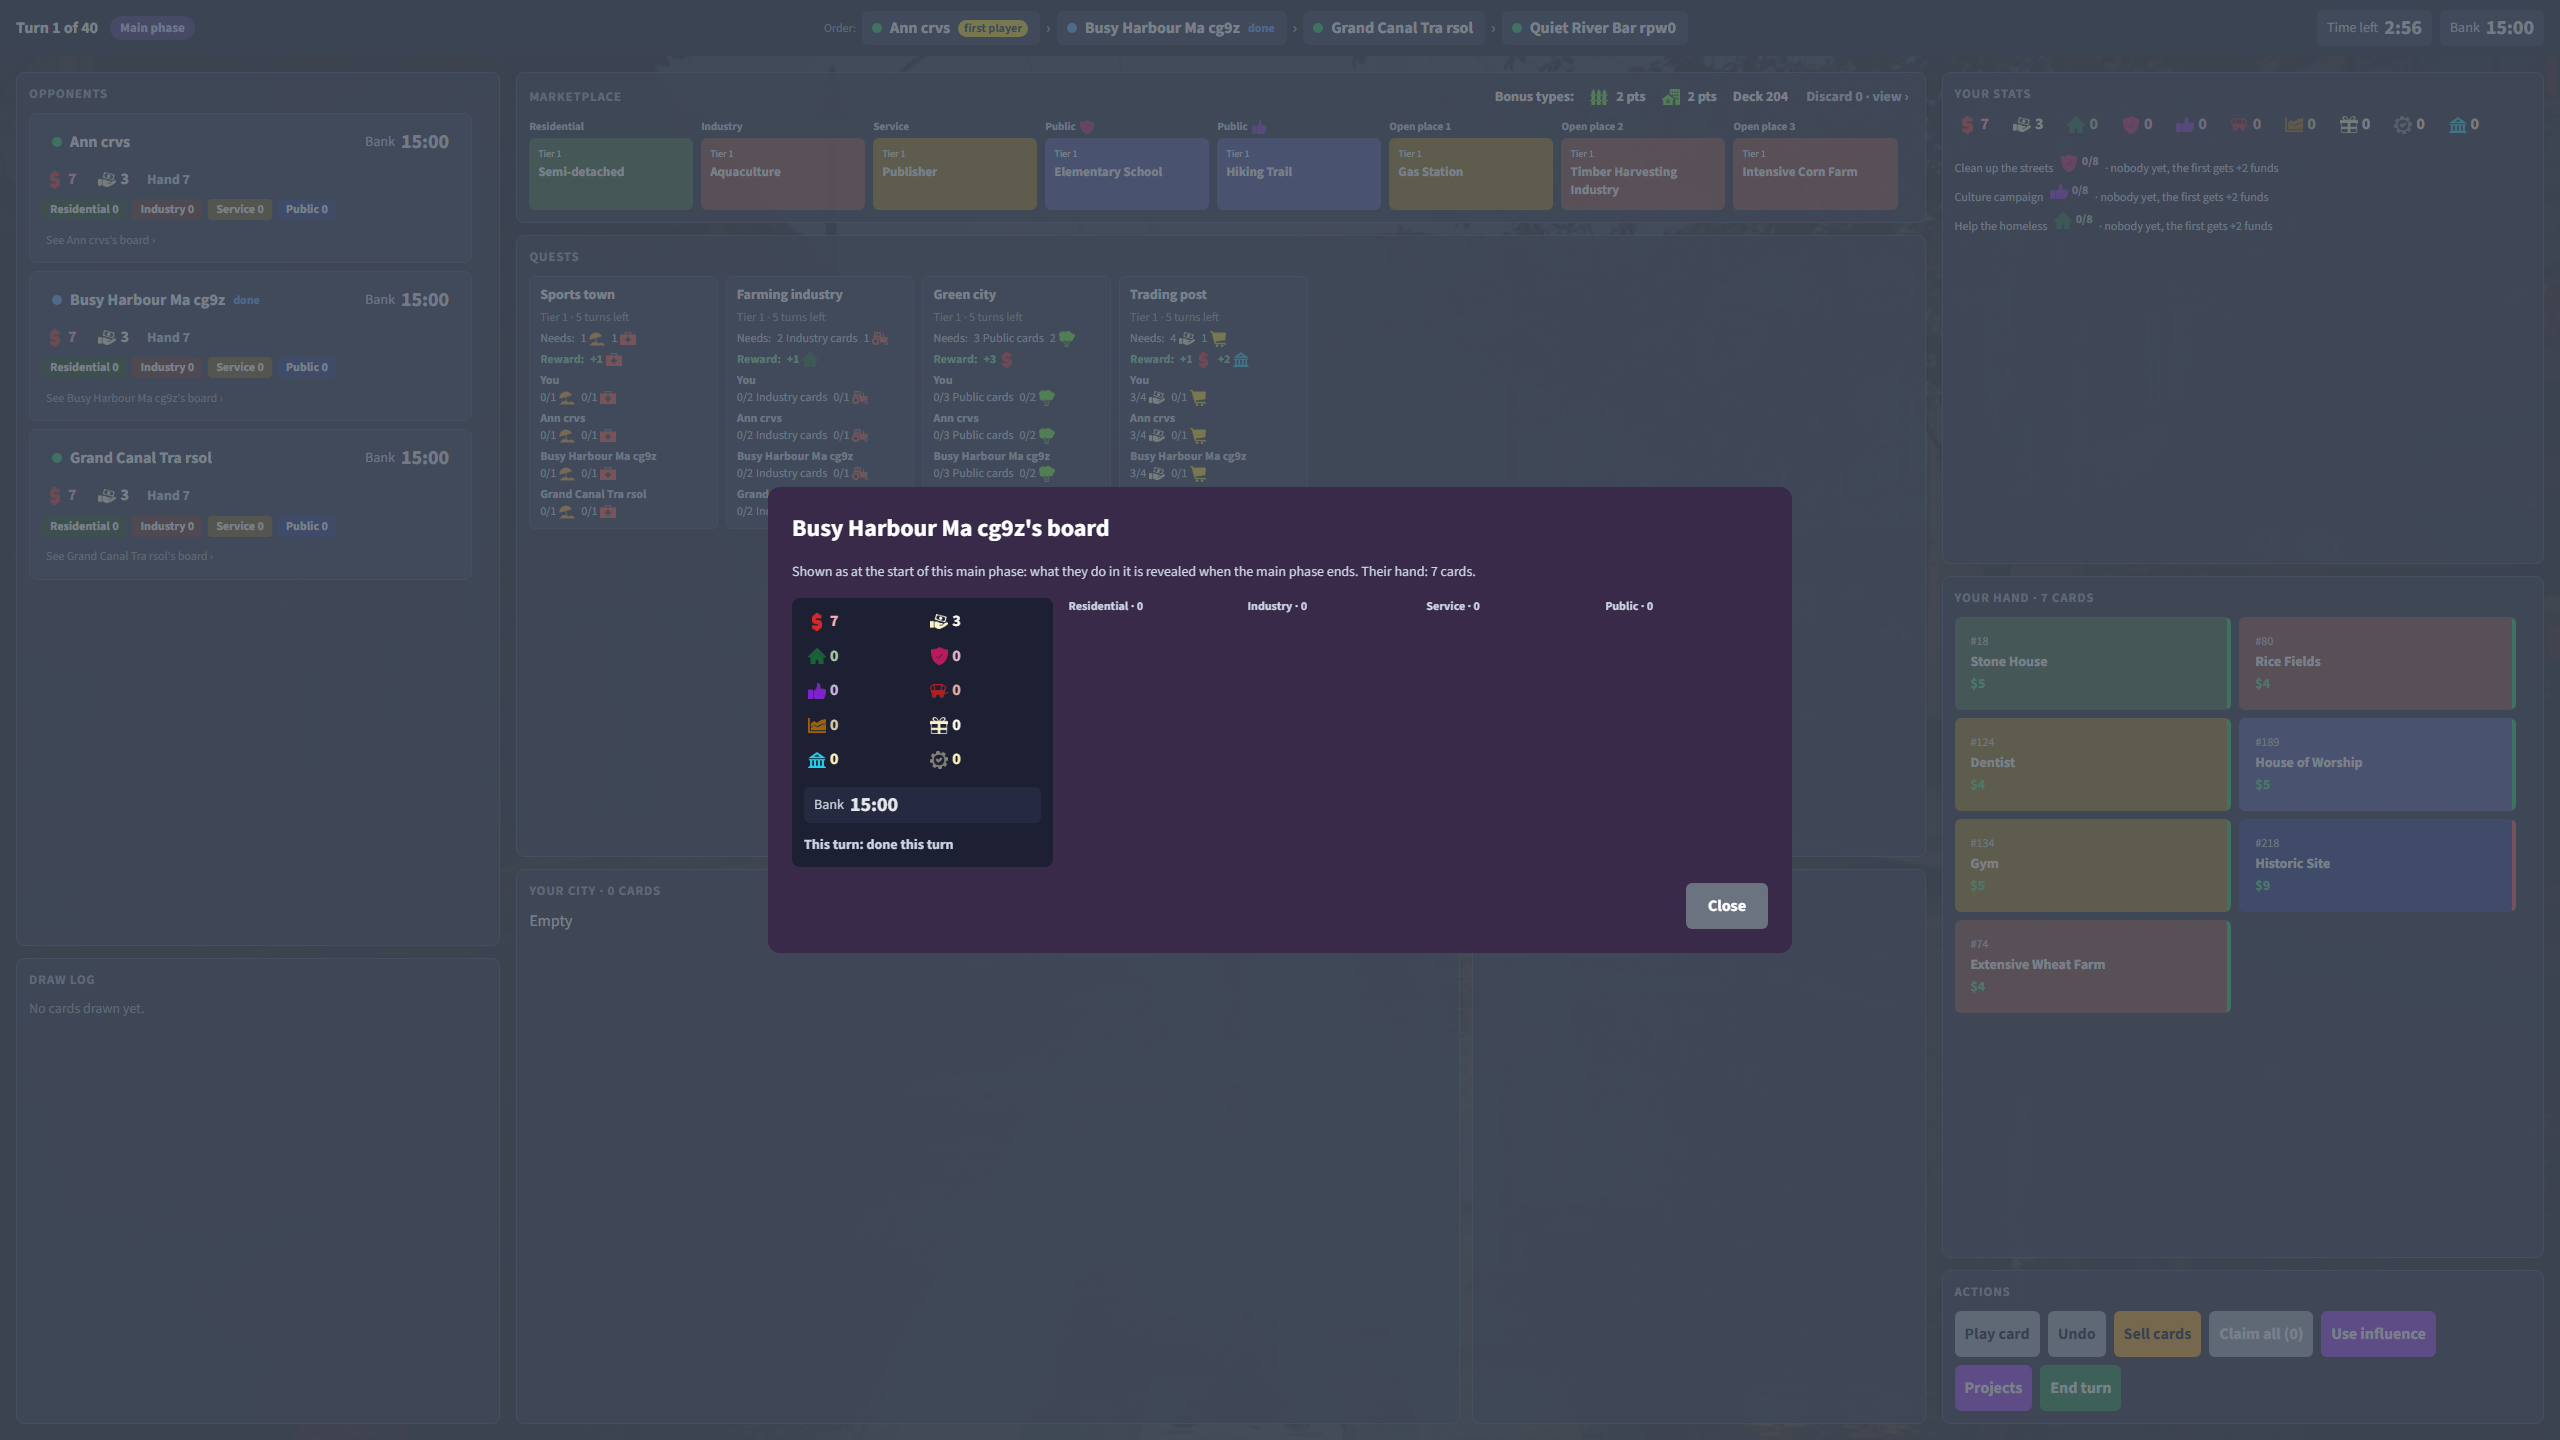 Turn 1 of 40 Main phase
Order: Ann crvs first player › Busy Harbour Ma cg9z done › Grand Canal Tra rsol › Quiet River Bar rpw0
Time left 2:56 Bank 15:00
OPPONENTS
Ann crvs Bank 15:00
7 3 Hand 7
Residential 0 Industry 0 Service 0 Public 0
See Ann crvs's board ›
Busy Harbour Ma cg9z done Bank 15:00
7 3 Hand 7
Residential 0 Industry 0 Service 0 Public 0
See Busy Harbour Ma cg9z's board ›
Grand Canal Tra rsol Bank 15:00
7 3 Hand 7
Residential 0 Industry 0 Service 0 Public 0
See Grand Canal Tra rsol's board ›
DRAW LOG
No cards drawn yet.
MARKETPLACE
Bonus types: 2 pts 2 pts Deck 204 Discard 0 · view ›
Residential Industry Service Public Public Open place 1 Open place 2 Open place 3
Tier 1 Tier 1 Tier 1 Tier 1 Tier 1 Tier 1 Tier 1 Tier 1
Semi-detached Aquaculture Publisher Elementary School Hiking Trail Gas Station Timber Harvesting Intensive Corn Farm
Industry
QUESTS
Sports town
Tier 1 · 5 turns left
Needs: 1 1
Reward: +1
You
0/1 0/1
Ann crvs
0/1 0/1
Busy Harbour Ma cg9z
0/1 0/1
Grand Canal Tra rsol
0/1 0/1
Farming industry
Tier 1 · 5 turns left
Needs: 2 Industry cards 1
Reward: +1
You
0/2 Industry cards 0/1
Ann crvs
0/2 Industry cards 0/1
Busy Harbour Ma cg9z
0/2 Industry cards 0/1
Grand
0/2 In
Green city
Tier 1 · 5 turns left
Needs: 3 Public cards 2
Reward: +3
You
0/3 Public cards 0/2
Ann crvs
0/3 Public cards 0/2
Busy Harbour Ma cg9z
0/3 Public cards 0/2
Trading post
Tier 1 · 5 turns left
Needs: 4 1
Reward: +1 +2
You
3/4 0/1
Ann crvs
3/4 0/1
Busy Harbour Ma cg9z
3/4 0/1
YOUR CITY · 0 CARDS
Empty
Busy Harbour Ma cg9z's board
Shown as at the start of this main phase: what they do in it is revealed when the main phase ends. Their hand: 7 cards.
7 3
0 0
0 0
0 0
0 0
Bank 15:00
This turn: done this turn
Residential · 0 Industry · 0 Service · 0 Public · 0
Close
YOUR STATS
7 3 0 0 0 0 0 0 0 0
Clean up the streets 0/8 · nobody yet, the first gets +2 funds
Culture campaign 0/8 · nobody yet, the first gets +2 funds
Help the homeless 0/8 · nobody yet, the first gets +2 funds
YOUR HAND · 7 CARDS
#18
Stone House
$5
#80
Rice Fields
$4
#124
Dentist
$4
#189
House of Worship
$5
#134
Gym
$5
#218
Historic Site
$9
#74
Extensive Wheat Farm
$4
ACTIONS
Play card Undo Sell cards Claim all (0) Use influence
Projects End turn